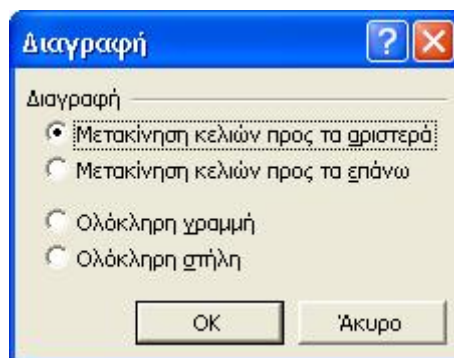 Διαγραφή
Διαγραφή
Μετακίνηση κελιών προς τα αριστερά
Μετακίνηση κελιών προς τα επάνω
Ολόκληρη γραμμή
Ολόκληρη στήλη
OK Άκυρο